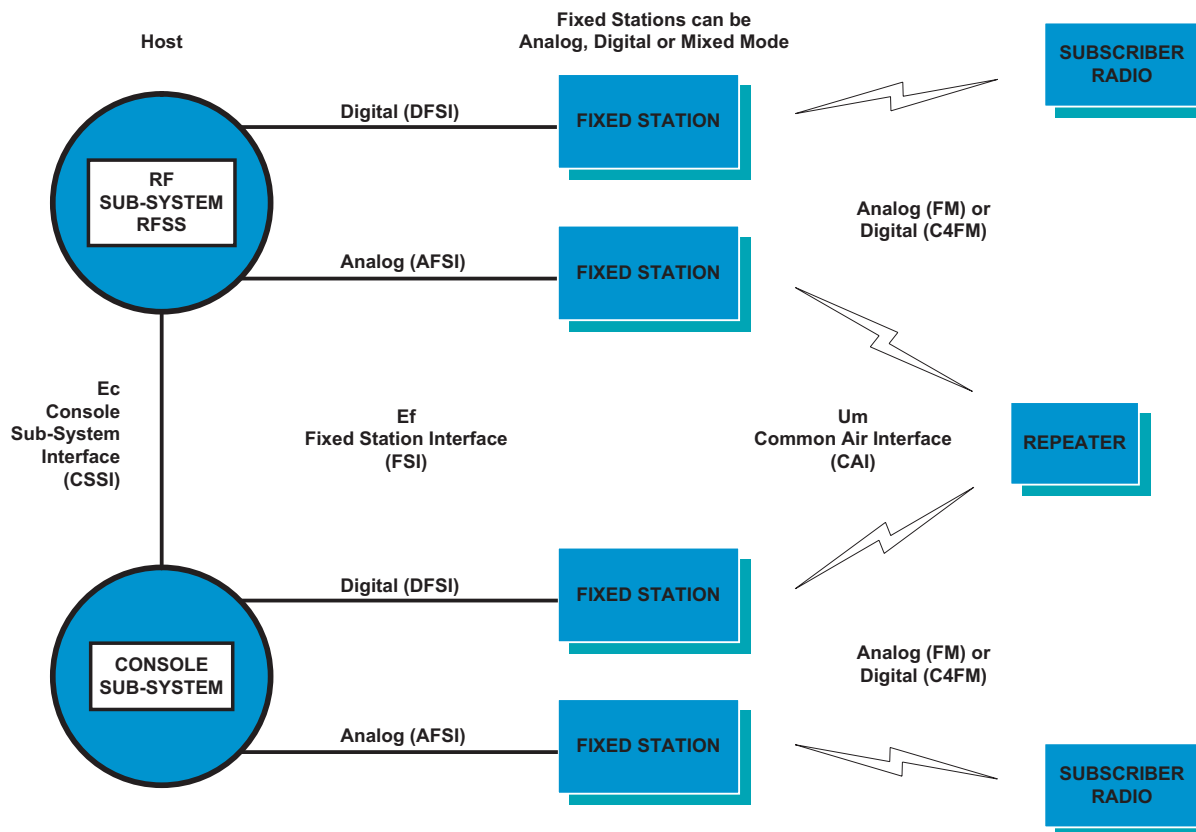 Host
Fixed Stations can be
Analog, Digital or Mixed Mode
SUBSCRIBER
RADIO
Digital (DFSI)
FIXED STATION
RF
SUB-SYSTEM
RFSS
Analog (FM) or
Digital (C4FM)
Analog (AFSI)
FIXED STATION
Ec
Console
Sub-System
Interface
(CSSI)
Ef
Fixed Station Interface
(FSI)
Um
Common Air Interface
(CAI)
REPEATER
Digital (DFSI)
FIXED STATION
CONSOLE
SUB-SYSTEM
Analog (FM) or
Digital (C4FM)
Analog (AFSI)
FIXED STATION
SUBSCRIBER
RADIO